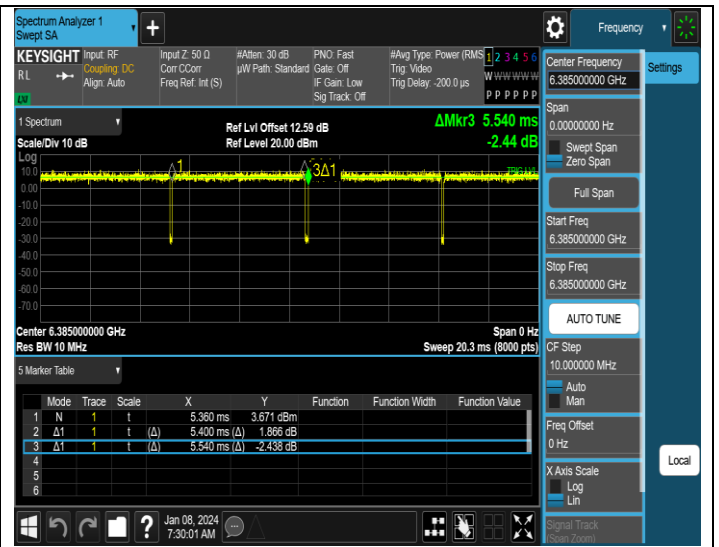 Spectrum Analyzer 1
Swept SA
+
Frequency
KEYSIGHT
RL
Input: RF
Coupling: DC
Align: Auto
Input Z: 50 Ω
Corr CCorr
Freq Ref: Int (S)
#Atten: 30 dB
µW Path: Standard
PNO: Fast
Gate: Off
IF Gain: Low
Sig Track: Off
#Avg Type: Power (RMS
Trig: Video
Trig Delay: -200.0 µs
1 2 3 4 5 6
W W W W W W
P P P P P P
LXI
1 Spectrum
Scale/Div 10 dB
Ref Lvl Offset 12.59 dB
Ref Level 20.00 dBm
ΔMkr3 5.540 ms
-2.44 dB
Log
10.0
0.00
-10.0
-20.0
-30.0
-40.0
-50.0
-60.0
-70.0
1
3Δ1
Center 6.385000000 GHz
Res BW 10 MHz
Span 0 Hz
Sweep 20.3 ms (8000 pts)
5 Marker Table
Mode Trace Scale X Y Function Function Width Function Value
1 N 1 t 5.360 ms 3.671 dBm
2 Δ1 1 t (Δ) 5.400 ms (Δ) 1.866 dB
3 Δ1 1 t (Δ) 5.540 ms (Δ) -2.438 dB
4
5
6
Center Frequency
6.385000000 GHz
Settings
Span
0.00000000 Hz
Swept Span
Zero Span
Full Span
Start Freq
6.385000000 GHz
Stop Freq
6.385000000 GHz
AUTO TUNE
CF Step
10.000000 MHz
Auto
Man
Freq Offset
0 Hz
X Axis Scale
Log
Lin
Signal Track
(Span Zoom)
Local
?
Jan 08, 2024
7:30:01 AM